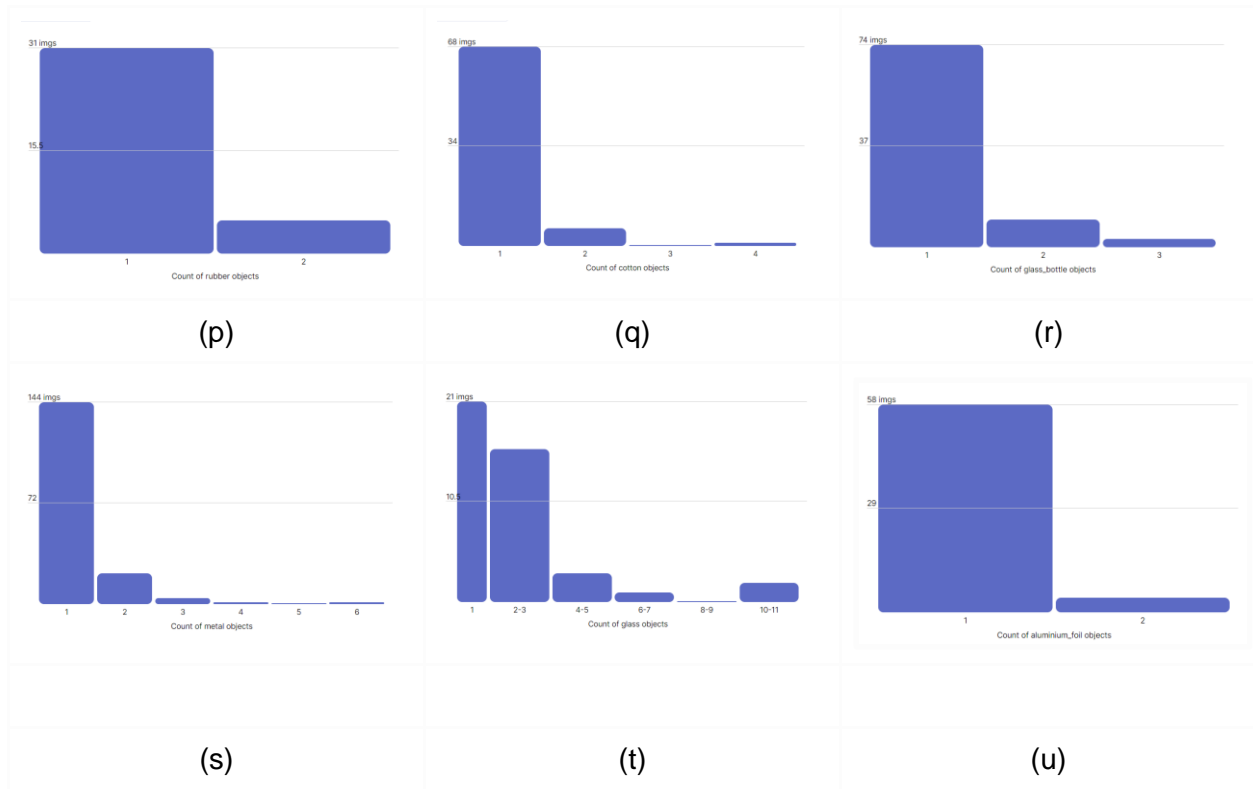 31 imgs
15.5
1 2
Count of rubber objects
68 imgs
34
1 2 3 4
Count of cotton objects
74 imgs
37
1 2 3
Count of glass_bottle objects
(p) (q) (r)
144 imgs
72
1 2 3 4 5 6
Count of metal objects
21 imgs
10.5
1 2-3 4-5 6-7 8-9 10-11
Count of glass objects
58 imgs
29
1 2
Count of aluminium_foil objects
(s) (t) (u)